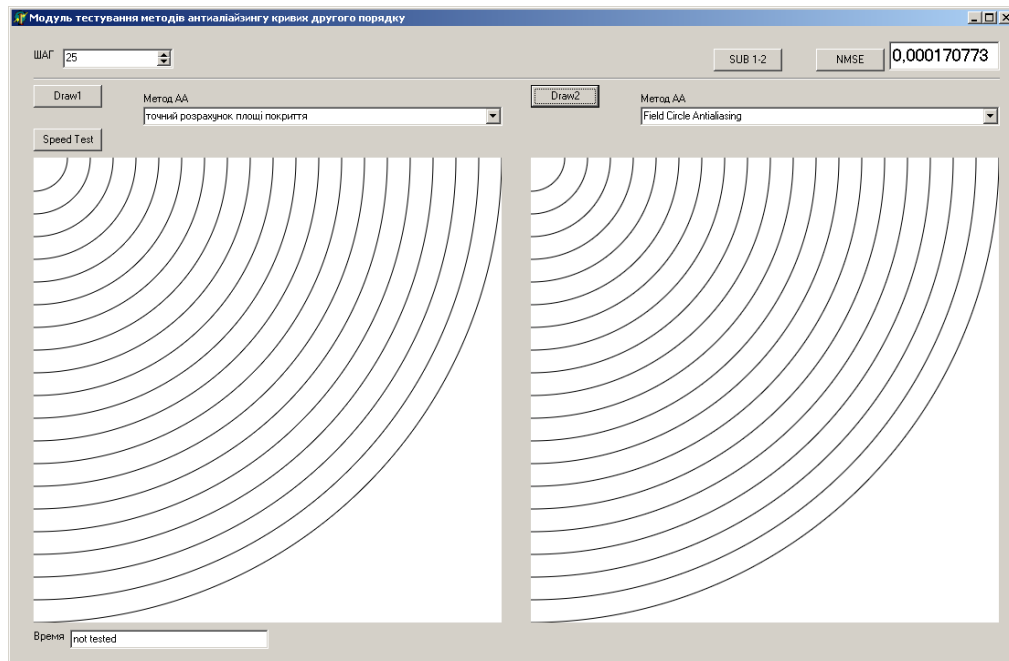 Модуль тестування методів антиаліайзингу кривих другого порядку
ШАГ 25 SUB 1-2 NMSE 0,000170773
Draw1 Метод АА Draw2 Метод АА
точний розрахунок площі покриття Field Circle Antialiasing
Speed Test
Время not tested